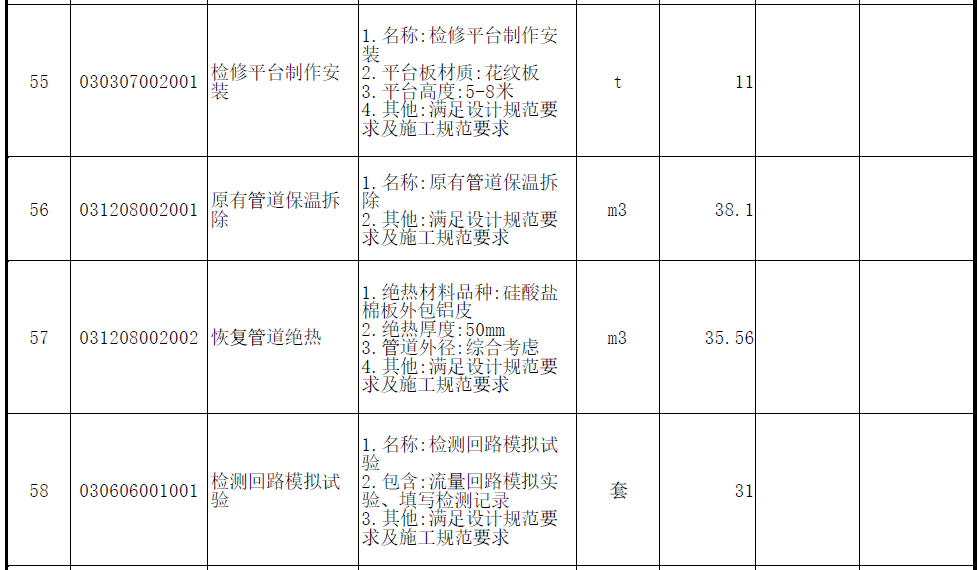 55
030307002001
检修平台制作安
装
1.名称:检修平台制作安
装
2.平台板材质:花纹板
3.平台高度:5-8米
4.其他:满足设计规范要
求及施工规范要求
t
11
56
031208002001
原有管道保温拆
除
1.名称:原有管道保温拆
除
2.其他:满足设计规范要
求及施工规范要求
m3
38.1
57
031208002002
恢复管道绝热
1.绝热材料品种:硅酸盐
棉板外包铝皮
2.绝热厚度:50mm
3.管道外径:综合考虑
4.其他:满足设计规范要
求及施工规范要求
m3
35.56
58
030606001001
检测回路模拟试
验
1.名称:检测回路模拟试
验
2.包含:流量回路模拟实
验、填写检测记录
3.其他:满足设计规范要
求及施工规范要求
套
31